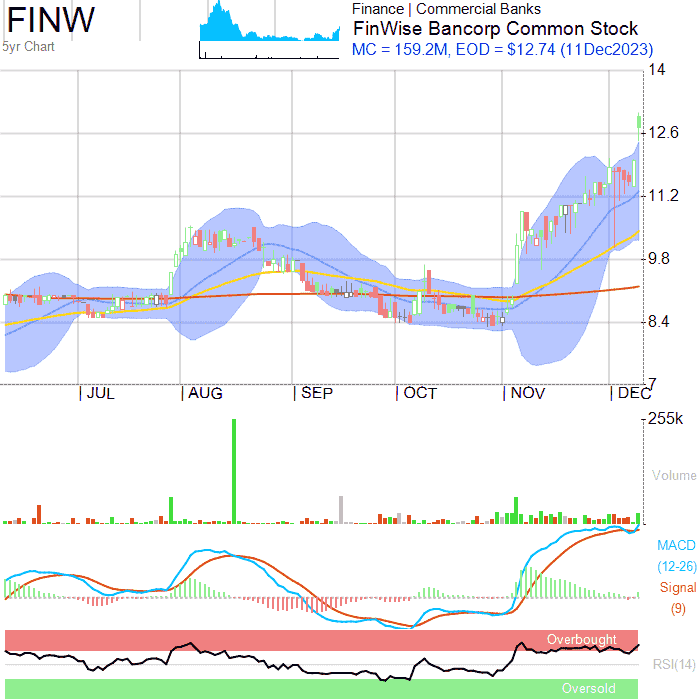 FINW
5yr Chart
Finance | Commercial Banks
FinWise Bancorp Common Stock
MC = 159.2M, EOD = $12.74 (11Dec2023)
14
12.6
11.2
9.8
8.4
7
JUL
AUG
SEP
OCT
NOV
DEC
255k
Volume
MACD
(12-26)
Signal
(9)
Overbought
RSI(14)
Oversold